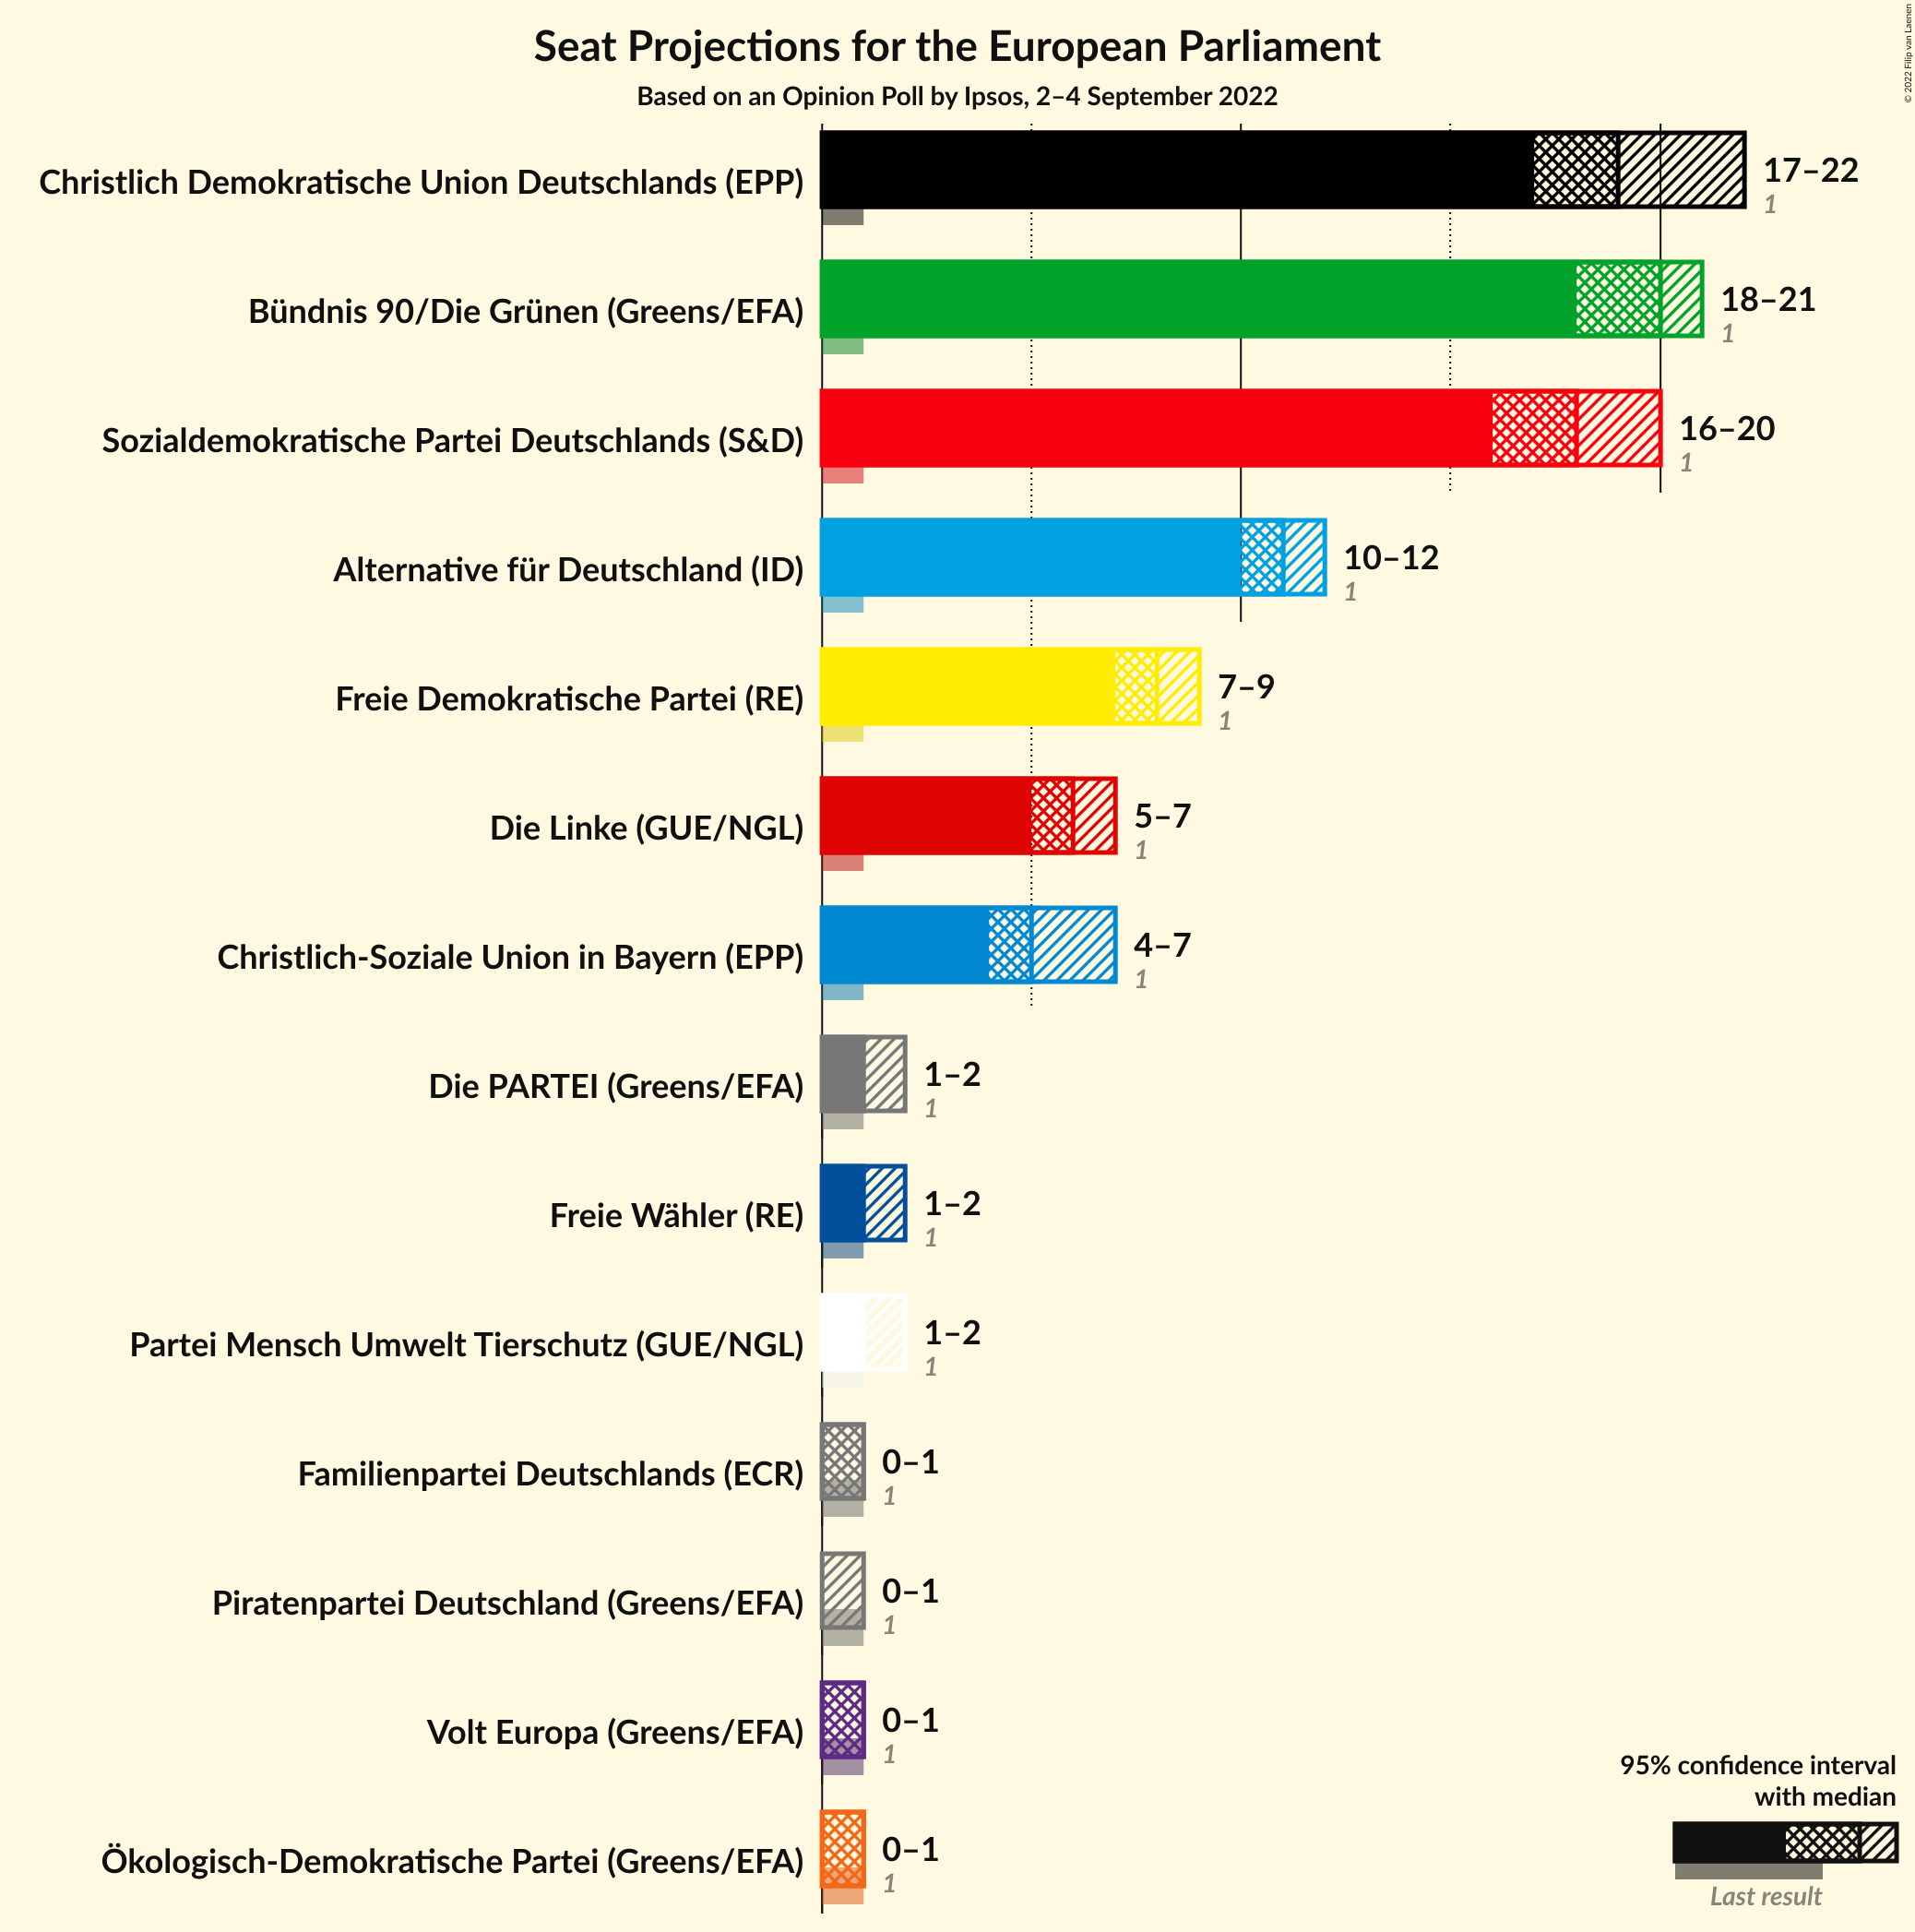 Seat Projections for the European Parliament
Based on an Opinion Poll by Ipsos, 2–4 September 2022
© 2022 Filip van Laenen
Christlich Demokratische Union Deutschlands (EPP)
17–22
1
Bündnis 90/Die Grünen (Greens/EFA)
18–21
1
Sozialdemokratische Partei Deutschlands (S&D)
16–20
1
Alternative für Deutschland (ID)
10–12
1
Freie Demokratische Partei (RE)
7–9
1
Die Linke (GUE/NGL)
5–7
1
Christlich-Soziale Union in Bayern (EPP)
4–7
1
Die PARTEI (Greens/EFA)
1–2
1
Freie Wähler (RE)
1–2
1
Partei Mensch Umwelt Tierschutz (GUE/NGL)
1–2
1
Familienpartei Deutschlands (ECR)
0–1
1
Piratenpartei Deutschland (Greens/EFA)
0–1
1
Volt Europa (Greens/EFA)
0–1
1
Ökologisch-Demokratische Partei (Greens/EFA)
0–1
1
95% confidence interval
with median
Last result